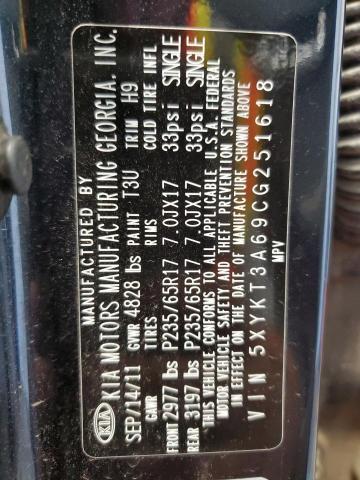 MANUFACTURED BY
KIA KIA MOTORS MANUFACTURING GEORGIA, INC.
SEP/14/11 GVWR 4828 lbs PAINT T3U TRIM H9
GAWR TIRES RIMS COLD TIRE INFL
FRONT 2977 lbs P235/65R17 7.0JX17 33psi SINGLE
REAR 3197 lbs P235/65R17 7.0JX17 33psi SINGLE
THIS VEHICLE CONFORMS TO ALL APPLICABLE U.S.A. FEDERAL
MOTOR VEHICLE SAFETY AND THEFT PREVENTION STANDARDS
IN EFFECT ON THE DATE OF MANUFACTURE SHOWN ABOVE
VIN 5XYKT3A69CG251618
MPV